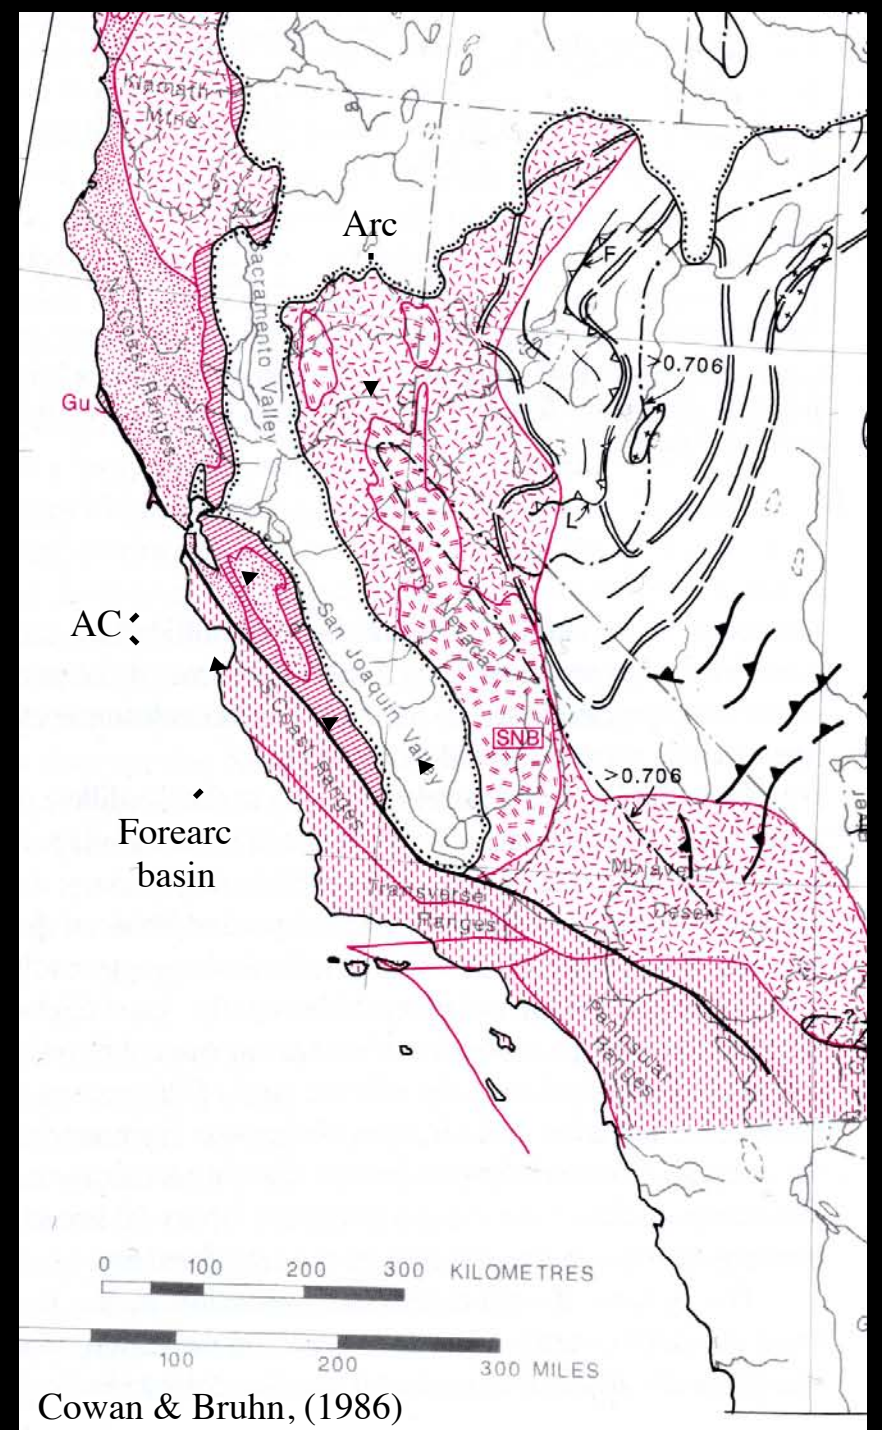 Klamath
Mtns
Arc
F
Sacramento Valley
N Coast Ranges
>0.706
Gu
L
Sierra Nevada
AC
San Joaquin Valley
S Coast Ranges
SNB
>0.706
Forearc
basin
Mojave
Desert
Transverse
Ranges
?
Peninsular
Ranges
0 100 200 300 KILOMETRES
100 200 300 MILES
Cowan & Bruhn, (1986)